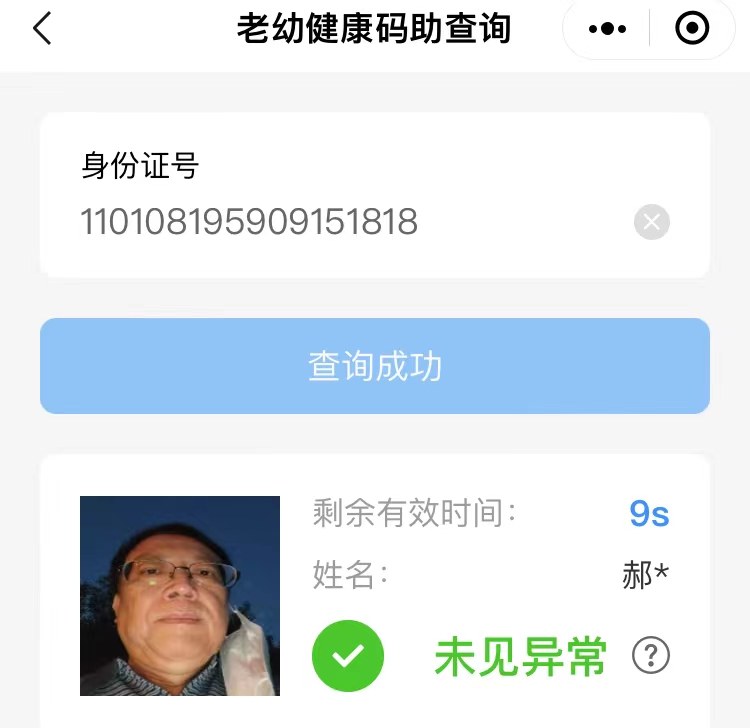 老幼健康码助查询
身份证号
110108195909151818
查询成功
剩余有效时间： 9s
姓名： 郝*
未见异常 ?